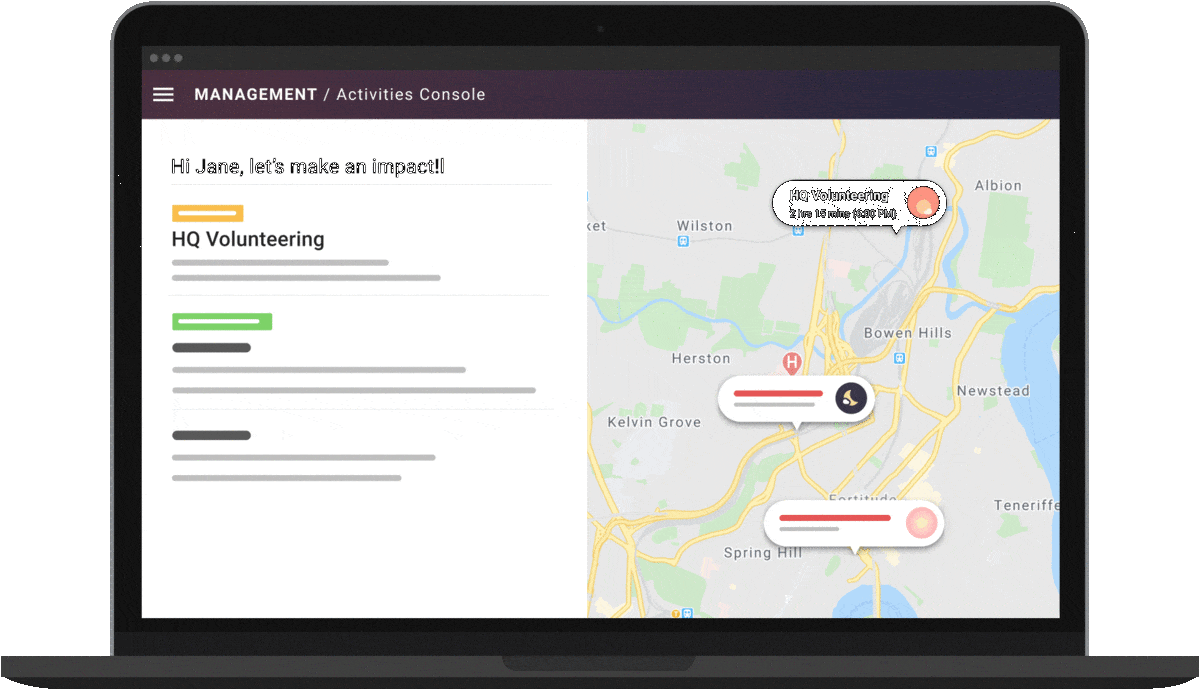 MANAGEMENT / Activities Console
Hi Jane, let's make an impact!
HQ Volunteering
HQ Volunteering
2 hrs 15 mins (6:30 PM)
Albion
ket
Wilston
Bowen Hills
Herston
H
Newstead
Kelvin Grove
Fortitude
Teneriffe
Spring Hill